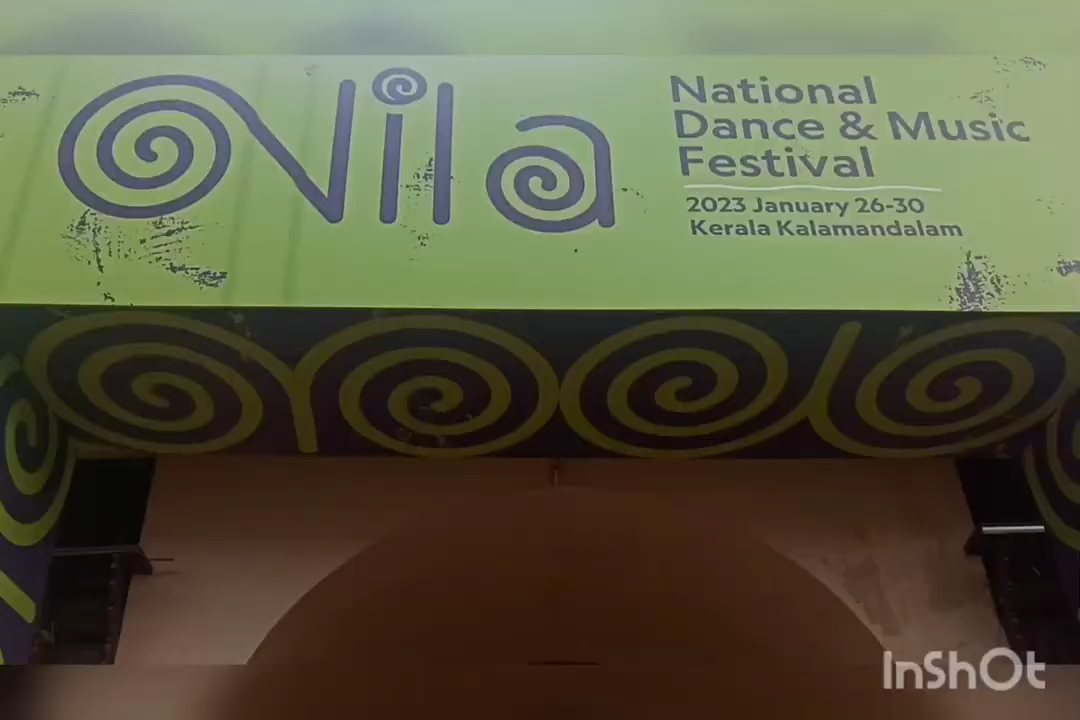 Nila
National
Dance & Music
Festival
2023 January 26-30
Kerala Kalamandalam
InShOt